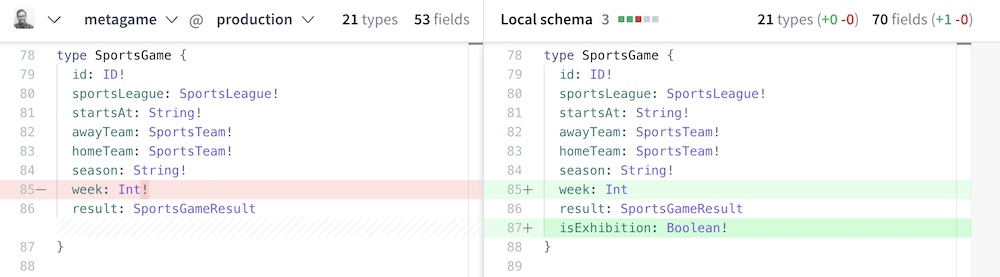 metagame @ production 21 types 53 fields
78 type SportsGame {
79 id: ID!
80 sportsLeague: SportsLeague!
81 startsAt: String!
82 awayTeam: SportsTeam!
83 homeTeam: SportsTeam!
84 season: String!
85— week: Int!
86 result: SportsGameResult
87 }
88
Local schema 3 21 types (+0 -0) 70 fields (+1 -0)
78 type SportsGame {
79 id: ID!
80 sportsLeague: SportsLeague!
81 startsAt: String!
82 awayTeam: SportsTeam!
83 homeTeam: SportsTeam!
84 season: String!
85+ week: Int
86 result: SportsGameResult
87+ isExhibition: Boolean!
88 }
89